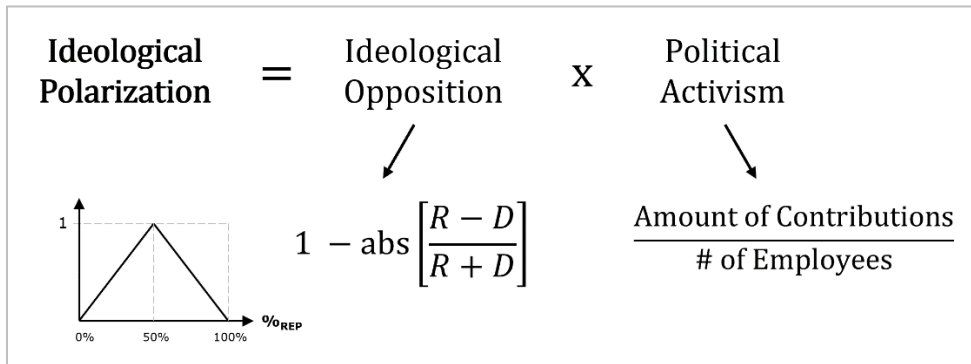 Ideological
Polarization
=
Ideological
Opposition
x
Political
Activism
1
0%
50%
100%
%REP
1 − abs [R − D / R + D]
Amount of Contributions
# of Employees